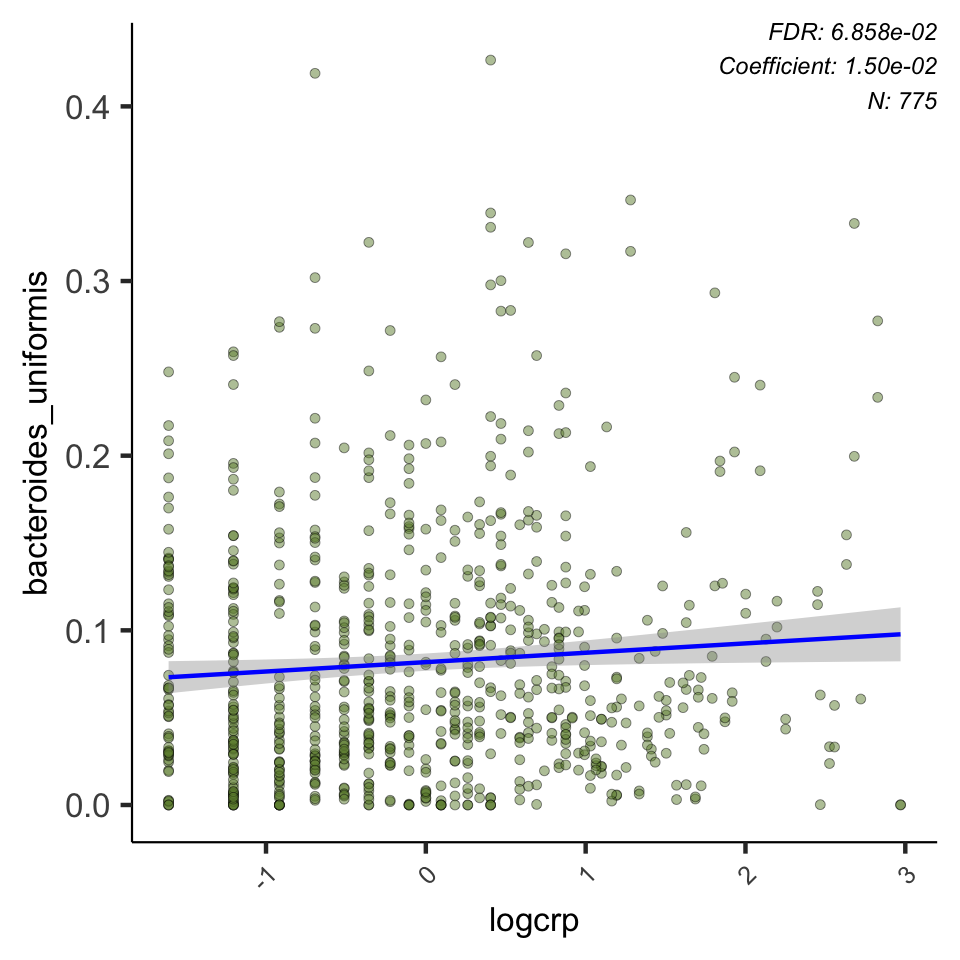 FDR: 6.858e-02
Coefficient: 1.50e-02
N: 775
0.4
0.3
0.2
0.1
0.0
bacteroides_uniformis
-1
0
1
2
3
logcrp